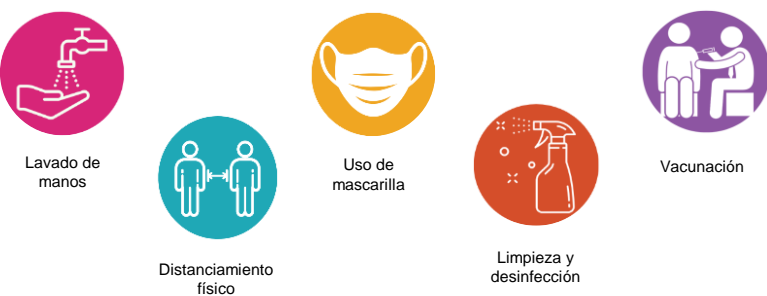 Lavado de
manos
Distanciamiento
físico
Uso de
mascarilla
Limpieza y
desinfección
Vacunación